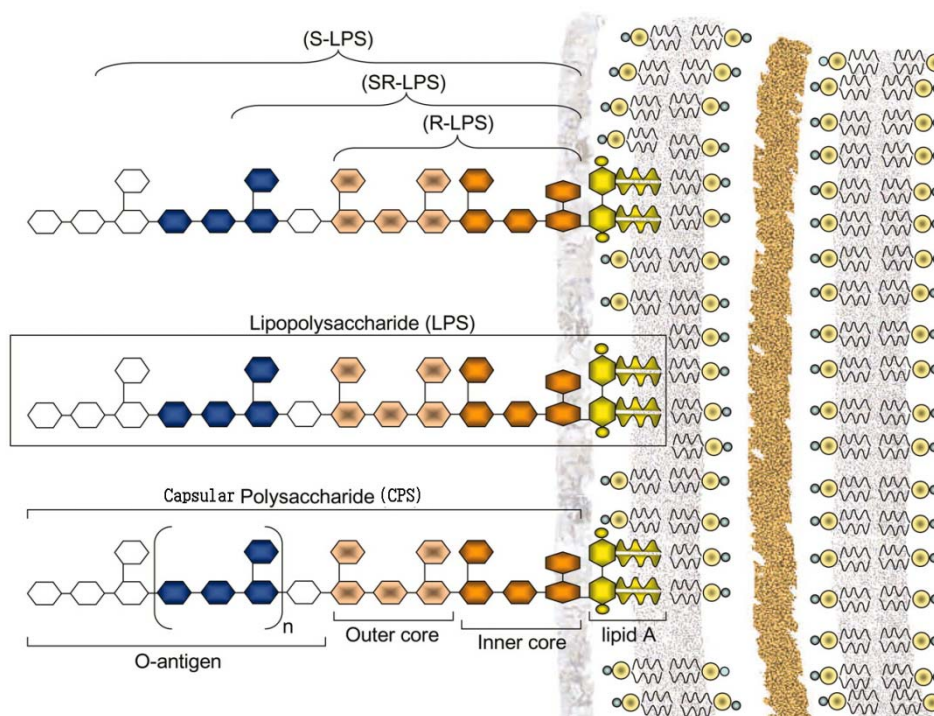 (S-LPS)
(SR-LPS)
(R-LPS)
Lipopolysaccharide (LPS)
Capsular Polysaccharide (CPS)
n
Outer core
Inner core
lipid A
O-antigen